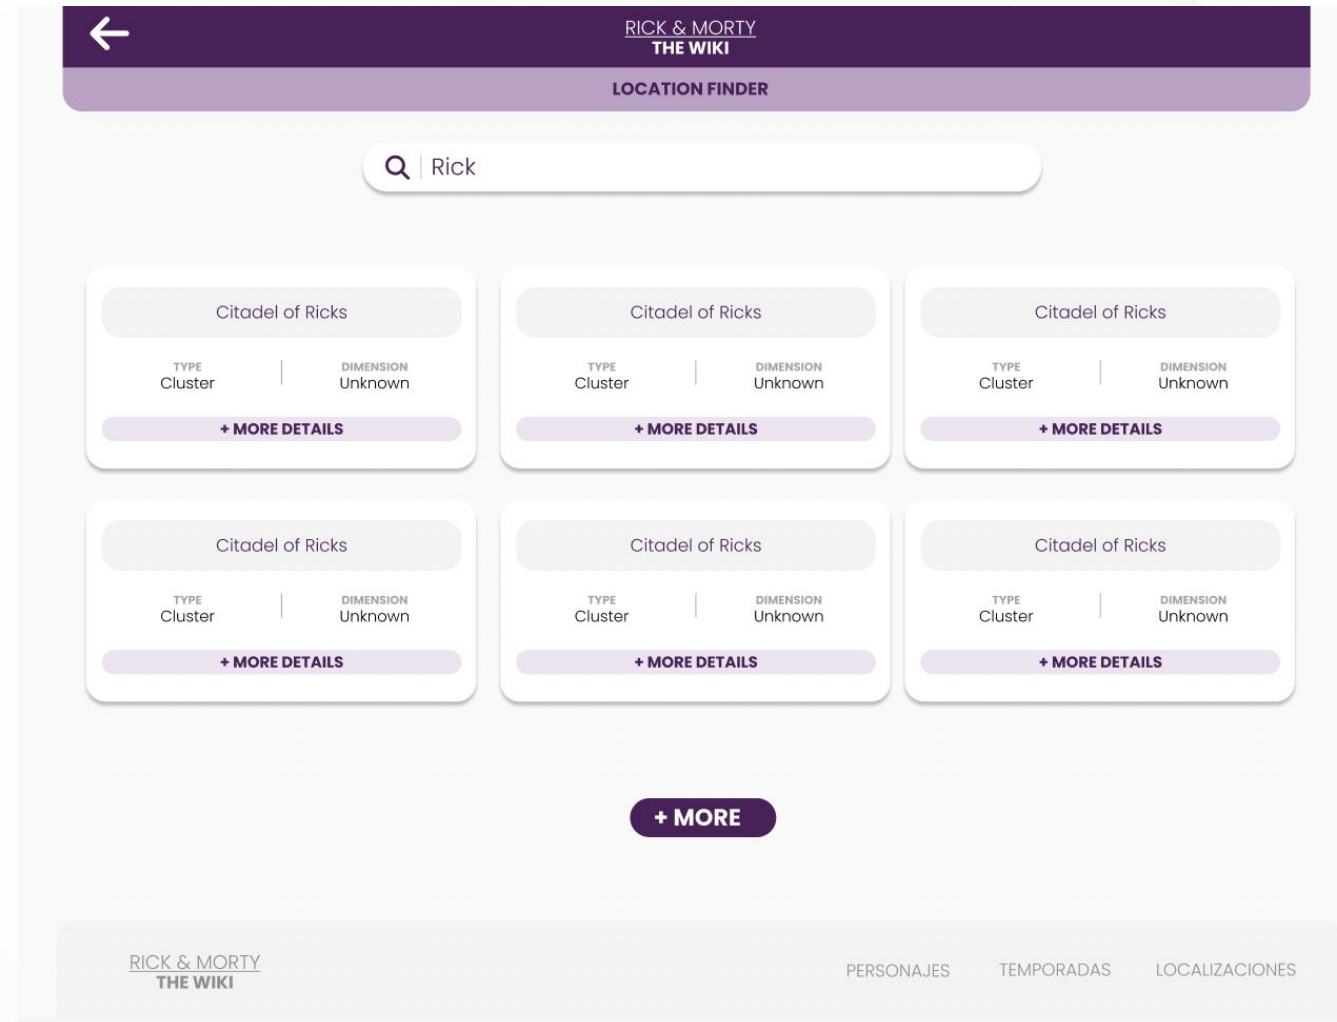 RICK & MORTY
THE WIKI
LOCATION FINDER
Rick
Citadel of Ricks
TYPE
Cluster
DIMENSION
Unknown
+ MORE DETAILS
Citadel of Ricks
TYPE
Cluster
DIMENSION
Unknown
+ MORE DETAILS
Citadel of Ricks
TYPE
Cluster
DIMENSION
Unknown
+ MORE DETAILS
Citadel of Ricks
TYPE
Cluster
DIMENSION
Unknown
+ MORE DETAILS
Citadel of Ricks
TYPE
Cluster
DIMENSION
Unknown
+ MORE DETAILS
Citadel of Ricks
TYPE
Cluster
DIMENSION
Unknown
+ MORE DETAILS
+ MORE
RICK & MORTY
THE WIKI
PERSONAJES
TEMPORADAS
LOCALIZACIONES